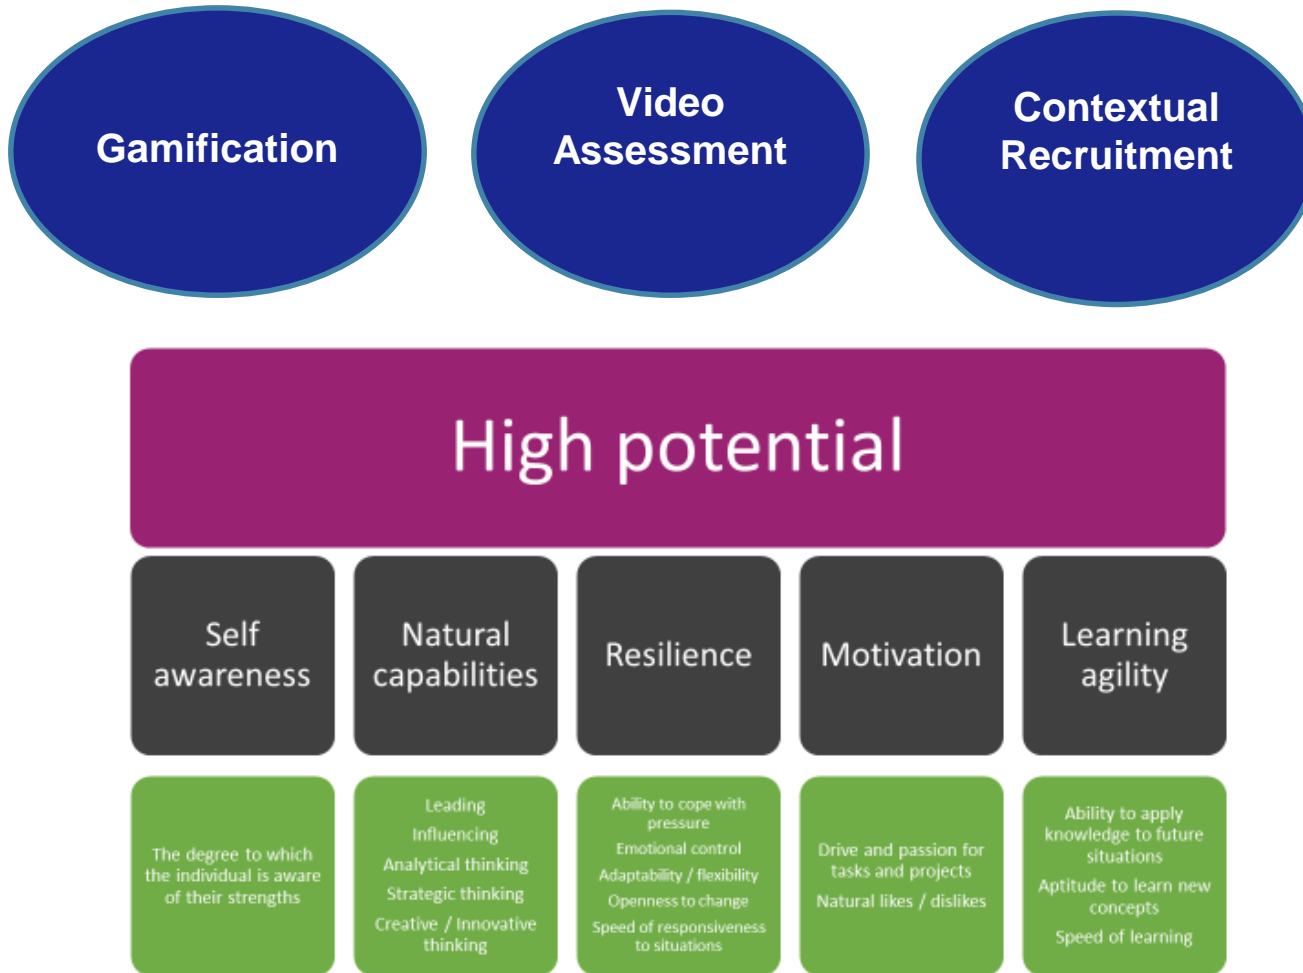 Gamification
Video
Assessment
Contextual
Recruitment
High potential
Self
awareness
Natural
capabilities
Resilience
Motivation
Learning
agility
The degree to which
the individual is aware
of their strengths
Leading
Influencing
Analytical thinking
Strategic thinking
Creative / Innovative
thinking
Ability to cope with
pressure
Emotional control
Adaptability / flexibility
Openness to change
Speed of responsiveness
to situations
Drive and passion for
tasks and projects
Natural likes / dislikes
Ability to apply
knowledge to future
situations
Aptitude to learn new
concepts
Speed of learning